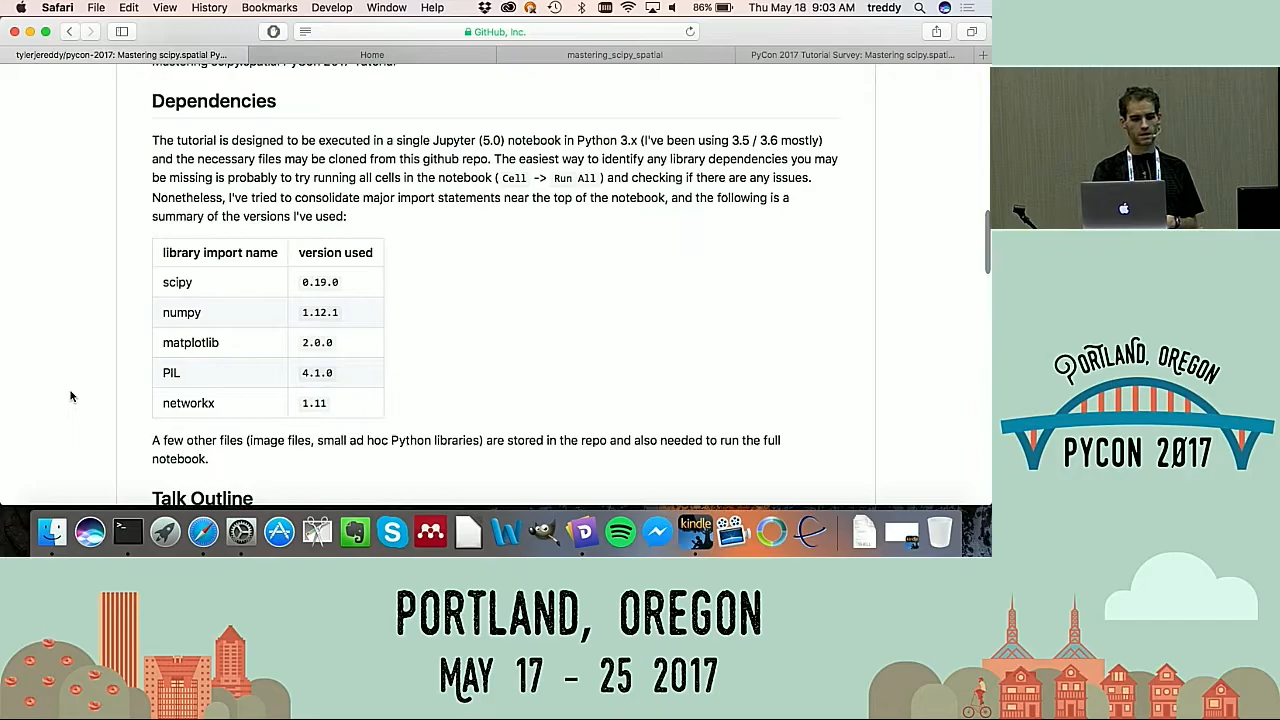 Safari File Edit View History Bookmarks Develop Window Help 86% Thu May 18 9:03 AM treddy
GitHub, Inc.
tylerjereddy/pycon-2017: Mastering scipy.spatial Py... Home mastering_scipy_spatial PyCon 2017 Tutorial Survey: Mastering scipy.spati...
Mastering scipy.spatial PyCon 2017 Tutorial
Dependencies
The tutorial is designed to be executed in a single Jupyter (5.0) notebook in Python 3.x (I've been using 3.5 / 3.6 mostly)
and the necessary files may be cloned from this github repo. The easiest way to identify any library dependencies you may
be missing is probably to try running all cells in the notebook ( Cell -> Run All ) and checking if there are any issues.
Nonetheless, I've tried to consolidate major import statements near the top of the notebook, and the following is a
summary of the versions I've used:
library import name version used
scipy 0.19.0
numpy 1.12.1
matplotlib 2.0.0
PIL 4.1.0
networkx 1.11
A few other files (image files, small ad hoc Python libraries) are stored in the repo and also needed to run the full
notebook.
Talk Outline
kindle
PORTLAND, OREGON
PYCON 2017
PORTLAND, OREGON
MAY 17 - 25 2017